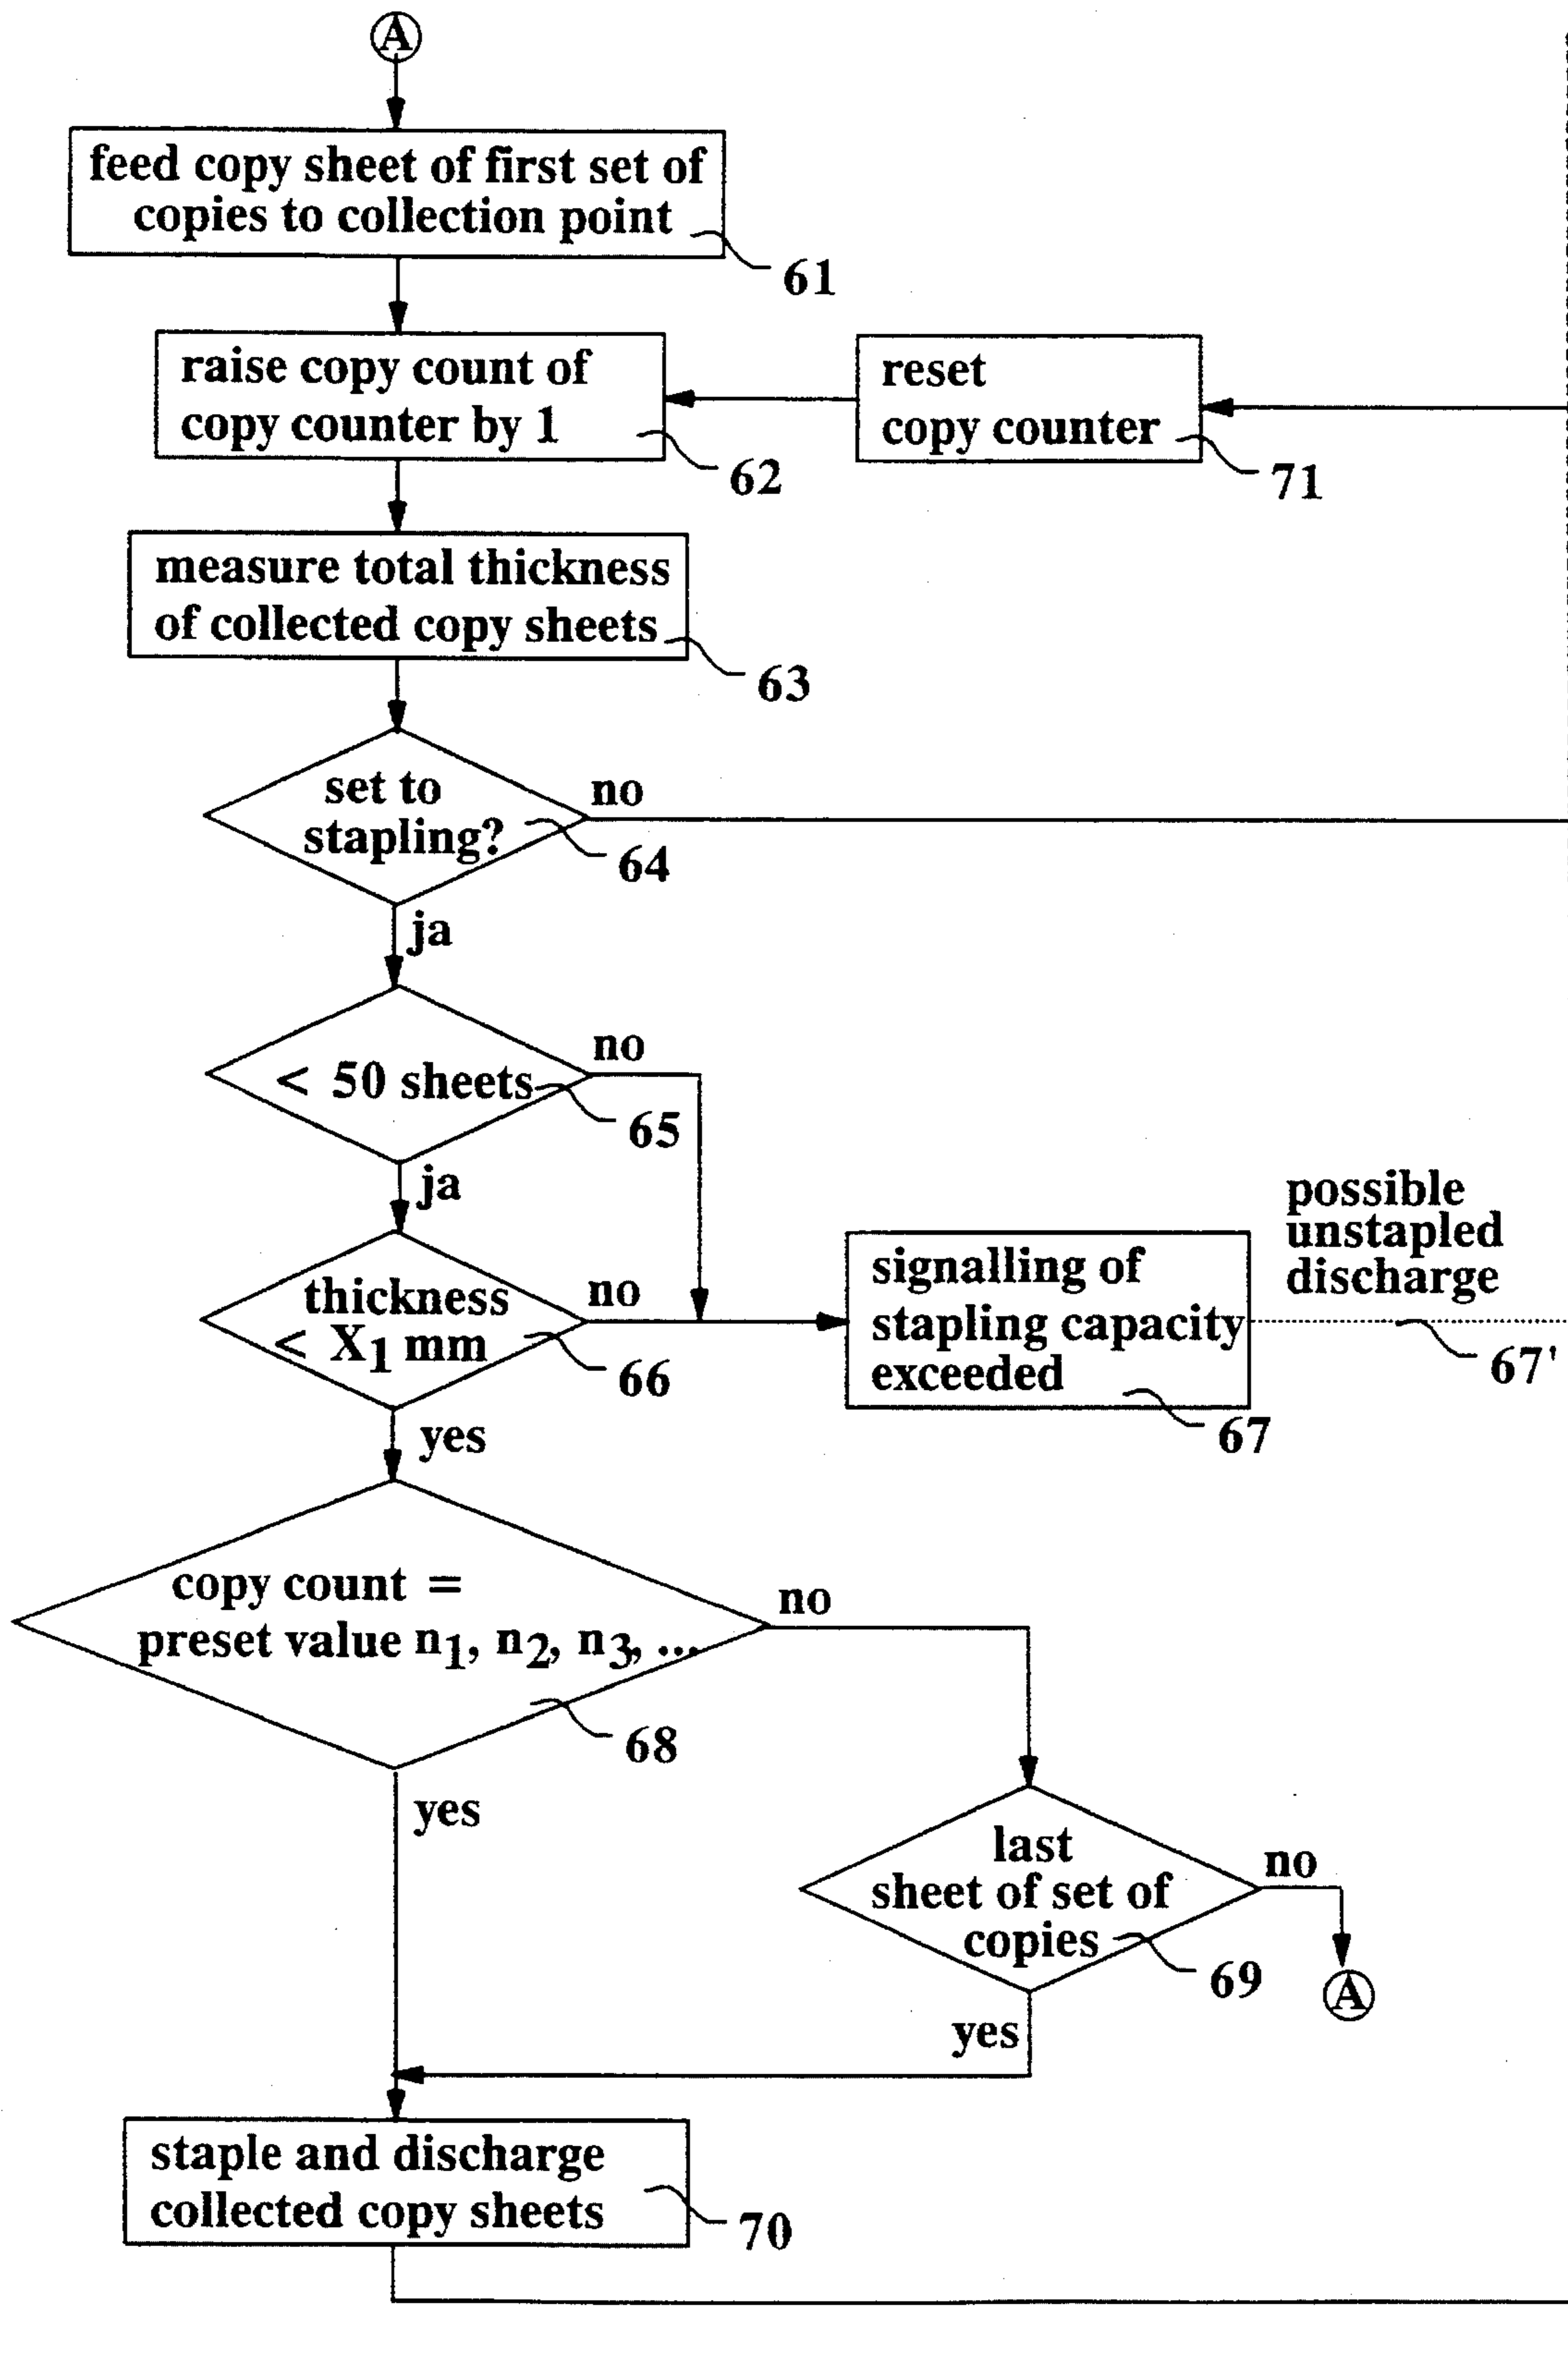 A
feed copy sheet of first set of
copies to collection point
61
raise copy count of
copy counter by 1
62
reset
copy counter
71
measure total thickness
of collected copy sheets
63
set to
stapling?
no
64
ja
< 50 sheets
no
65
ja
thickness
< X1 mm
no
66
signalling of
stapling capacity
exceeded
67
possible
unstapled
discharge
67'
yes
copy count =
preset value n1, n2, n3, ...
no
68
yes
last
sheet of set of
copies
no
69
A
yes
staple and discharge
collected copy sheets
70